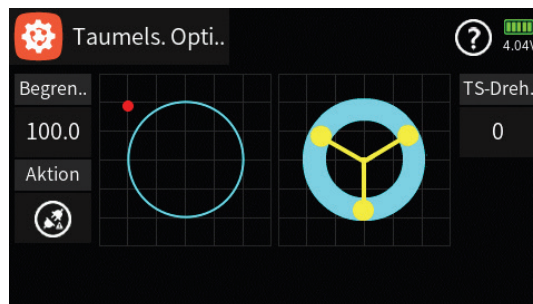 Taumels. Opti..
?
4.04V
Begren..
TS-Dreh.
100.0
0
Aktion